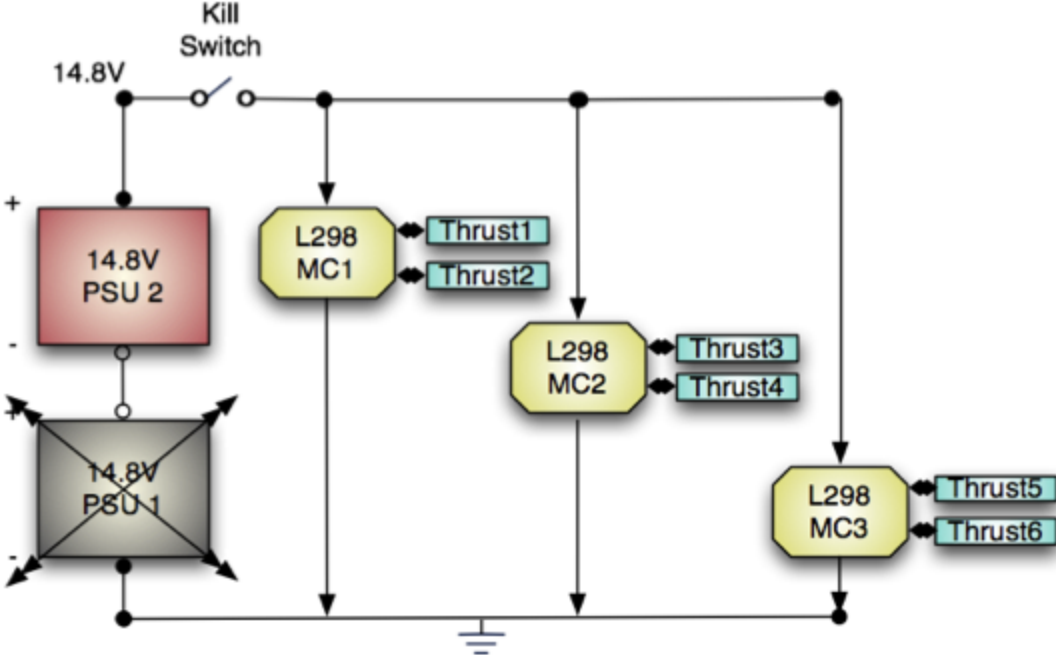 Kill
Switch
14.8V
+
14.8V
PSU 2
-
+
14.8V
PSU 1
-
L298
MC1
Thrust1
Thrust2
L298
MC2
Thrust3
Thrust4
L298
MC3
Thrust5
Thrust6